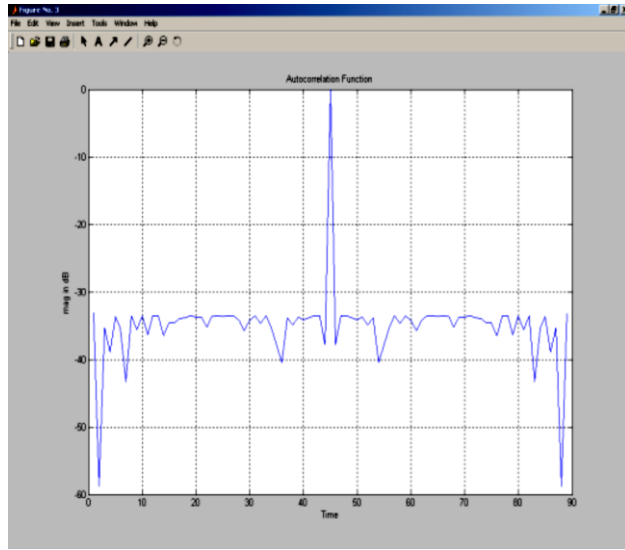 Figure No. 3
File Edit View Insert Tools Window Help
Autocorrelation Function
0
-10
-20
-30
-40
-50
-60
mag in dB
0 10 20 30 40 50 60 70 80 90
Time